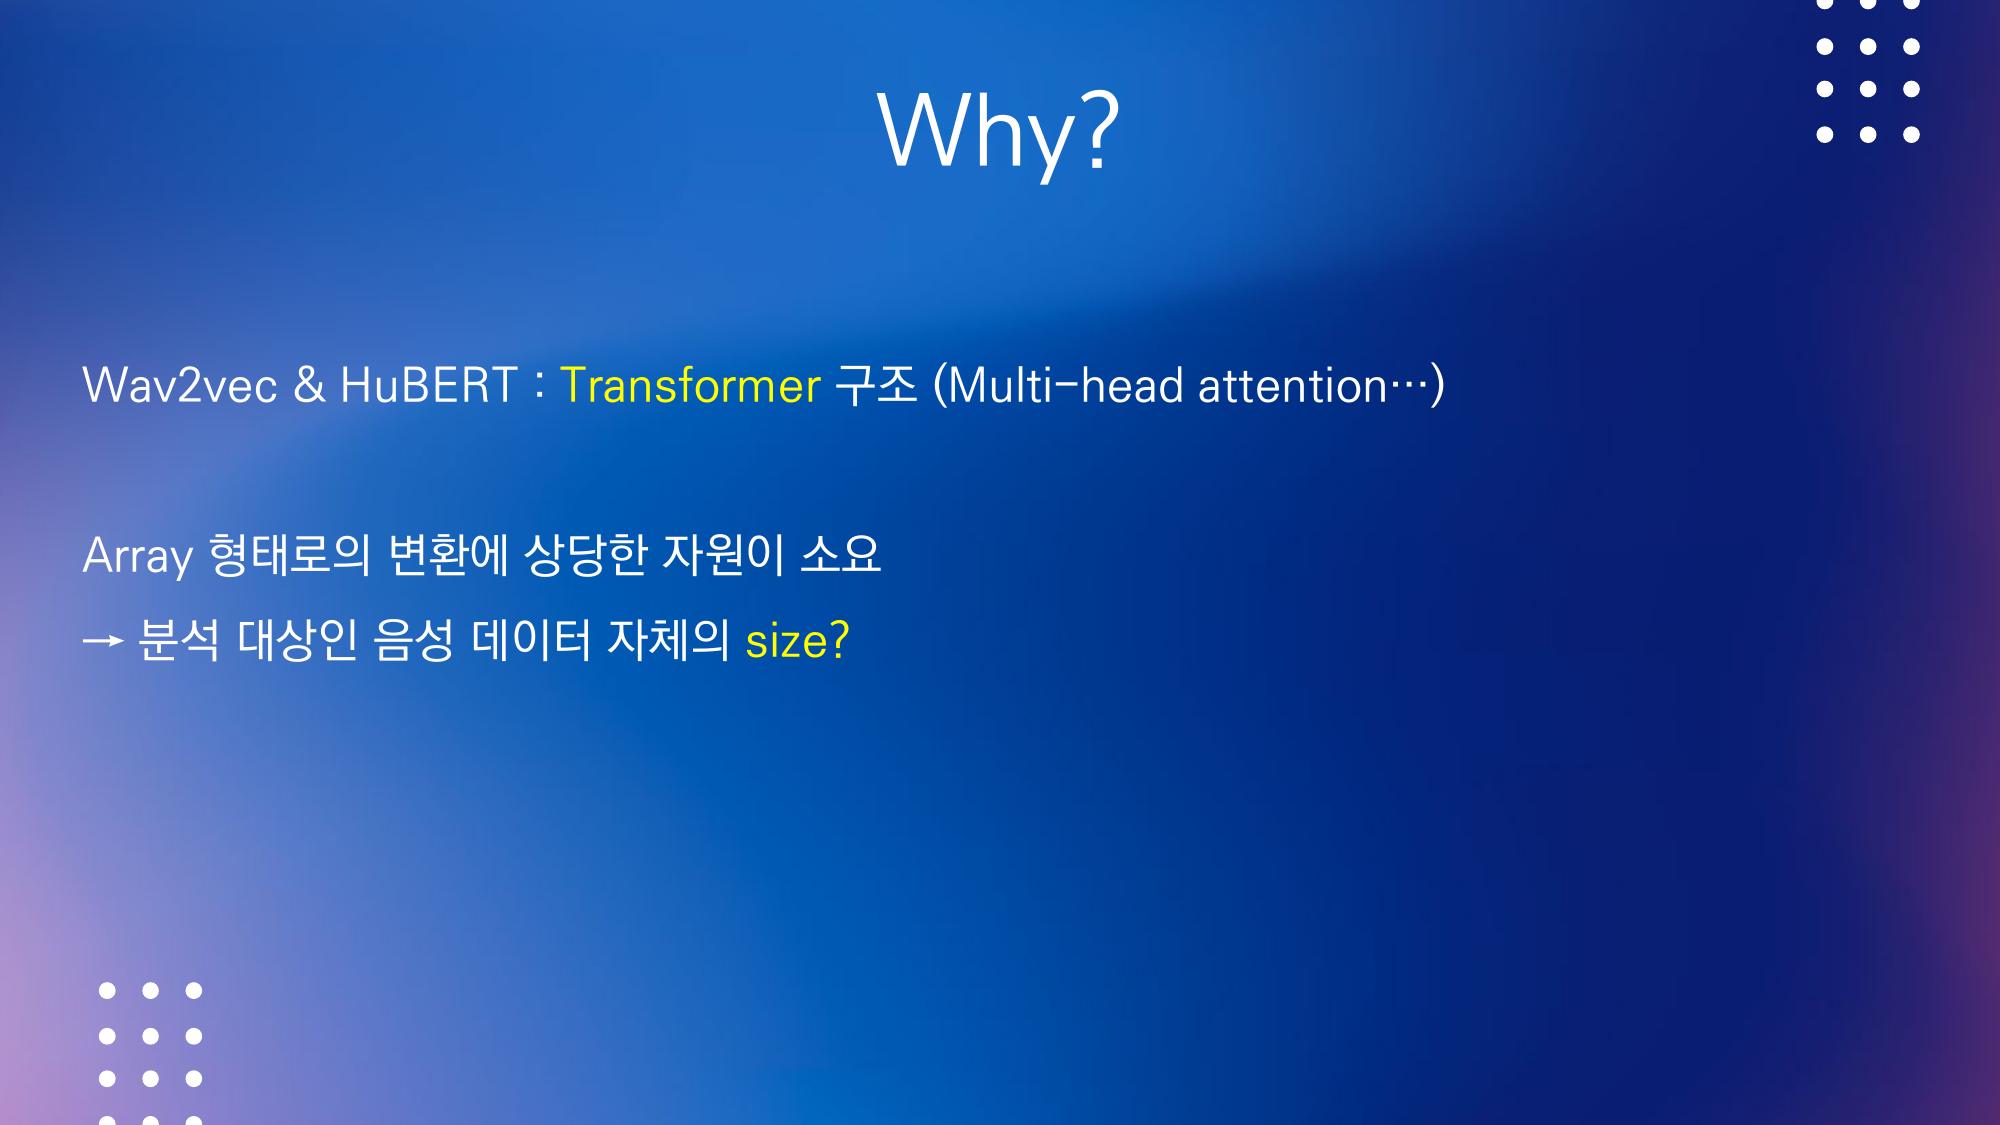 Why?
Wav2vec & HuBERT : Transformer 구조 (Multi-head attention…)
Array 형태로의 변환에 상당한 자원이 소요
→ 분석 대상인 음성 데이터 자체의 size?